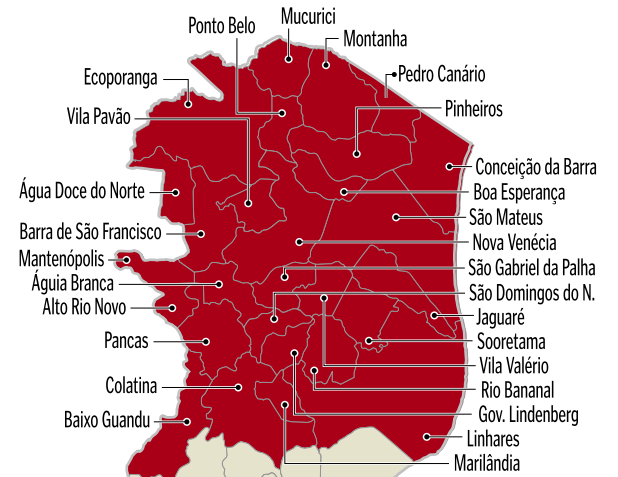 Mucurici
Ponto Belo
Montanha
Ecoporanga
Pedro Canário
Vila Pavão
Pinheiros
Conceição da Barra
Água Doce do Norte
Boa Esperança
São Mateus
Barra de São Francisco
Nova Venécia
Mantenópolis
São Gabriel da Palha
Águia Branca
São Domingos do N.
Alto Rio Novo
Jaguaré
Pancas
Sooretama
Vila Valério
Colatina
Rio Bananal
Baixo Guandu
Gov. Lindenberg
Linhares
Marilândia